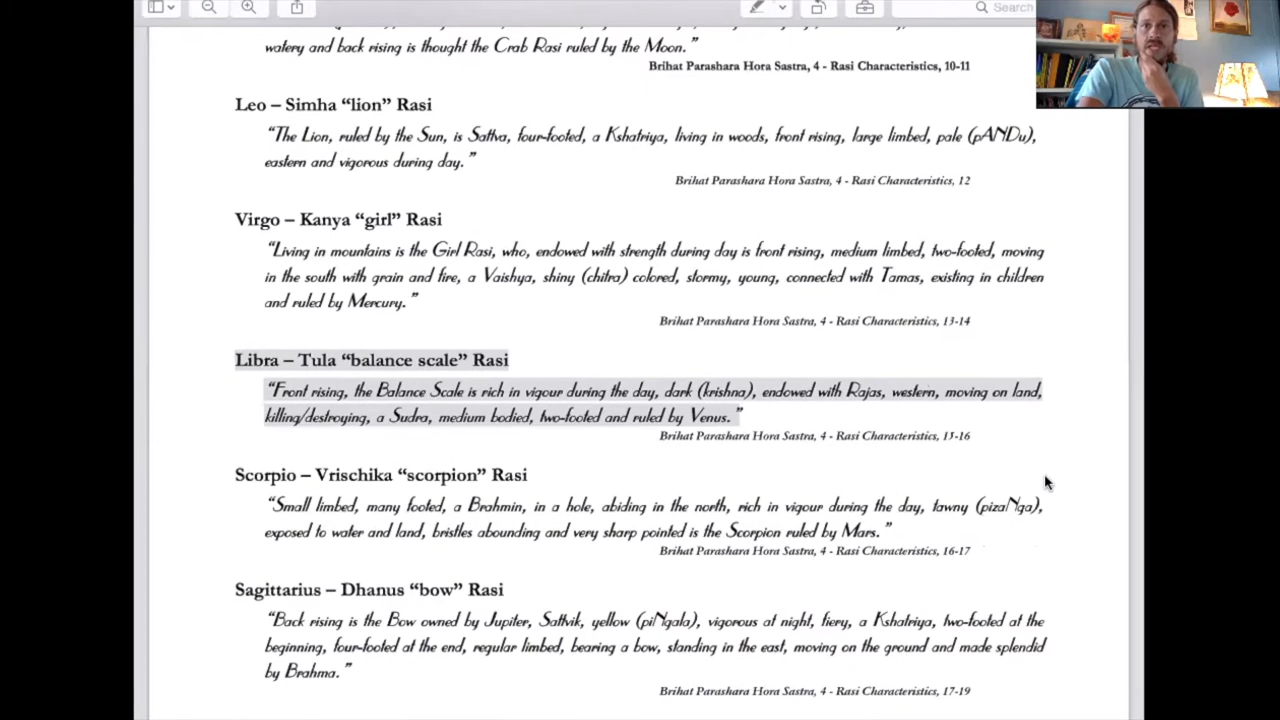 Search
watery and back rising is thought the Crab Rasi ruled by the Moon.”
Brihat Parashara Hora Sastra, 4 - Rasi Characteristics, 10-11
Leo – Simha “lion” Rasi
“The Lion, ruled by the Sun, is Sattva, four-footed, a Kshatriya, living in woods, front rising, large limbed, pale (pANDu),
eastern and vigorous during day.”
Brihat Parashara Hora Sastra, 4 - Rasi Characteristics, 12
Virgo – Kanya “girl” Rasi
“Living in mountains is the Girl Rasi, who, endowed with strength during day is front rising, medium limbed, two-footed, moving
in the south with grain and fire, a Vaishya, shiny (chitra) colored, stormy, young, connected with Tamas, existing in children
and ruled by Mercury.”
Brihat Parashara Hora Sastra, 4 - Rasi Characteristics, 13-14
Libra – Tula “balance scale” Rasi
“Front rising, the Balance Scale is rich in vigour during the day, dark (krishna), endowed with Rajas, western, moving on land,
killing/destroying, a Sudra, medium bodied, two-footed and ruled by Venus.”
Brihat Parashara Hora Sastra, 4 - Rasi Characteristics, 15-16
Scorpio – Vrischika “scorpion” Rasi
“Small limbed, many footed, a Brahmin, in a hole, abiding in the north, rich in vigour during the day, tawny (pizaNga),
exposed to water and land, bristles abounding and very sharp pointed is the Scorpion ruled by Mars.”
Brihat Parashara Hora Sastra, 4 - Rasi Characteristics, 16-17
Sagittarius – Dhanus “bow” Rasi
“Back rising is the Bow owned by Jupiter, Sattvik, yellow (piNgala), vigorous at night, fiery, a Kshatriya, two-footed at the
beginning, four-footed at the end, regular limbed, bearing a bow, standing in the east, moving on the ground and made splendid
by Brahma.”
Brihat Parashara Hora Sastra, 4 - Rasi Characteristics, 17-19